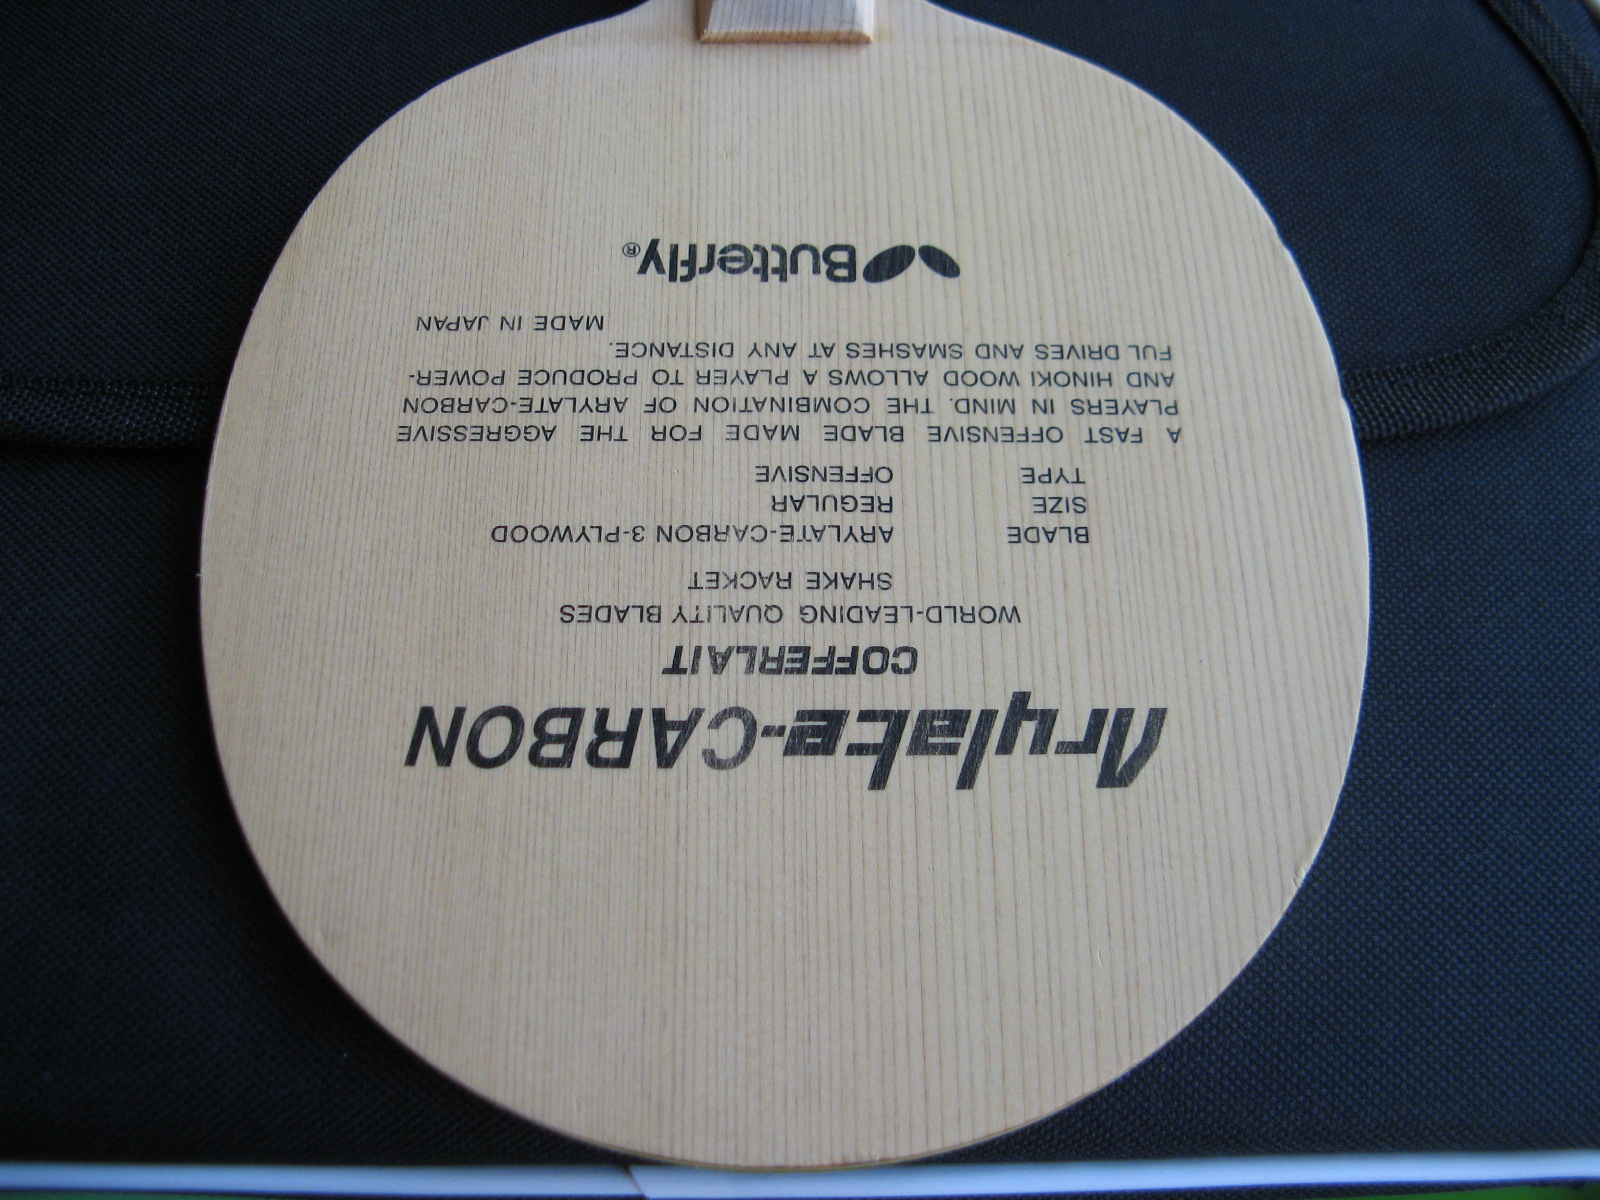 Arylate-CARBON
COFFERLAIT
WORLD-LEADING QUALITY BLADES
SHAKE RACKET
BLADE ARYLATE-CARBON 3-PLYWOOD
SIZE REGULAR
TYPE OFFENSIVE
A FAST OFFENSIVE BLADE MADE FOR THE AGGRESSIVE
PLAYERS IN MIND. THE COMBINATION OF ARYLATE-CARBON
AND HINOKI WOOD ALLOWS A PLAYER TO PRODUCE POWER-
FUL DRIVES AND SMASHES AT ANY DISTANCE.
MADE IN JAPAN
Butterfly®